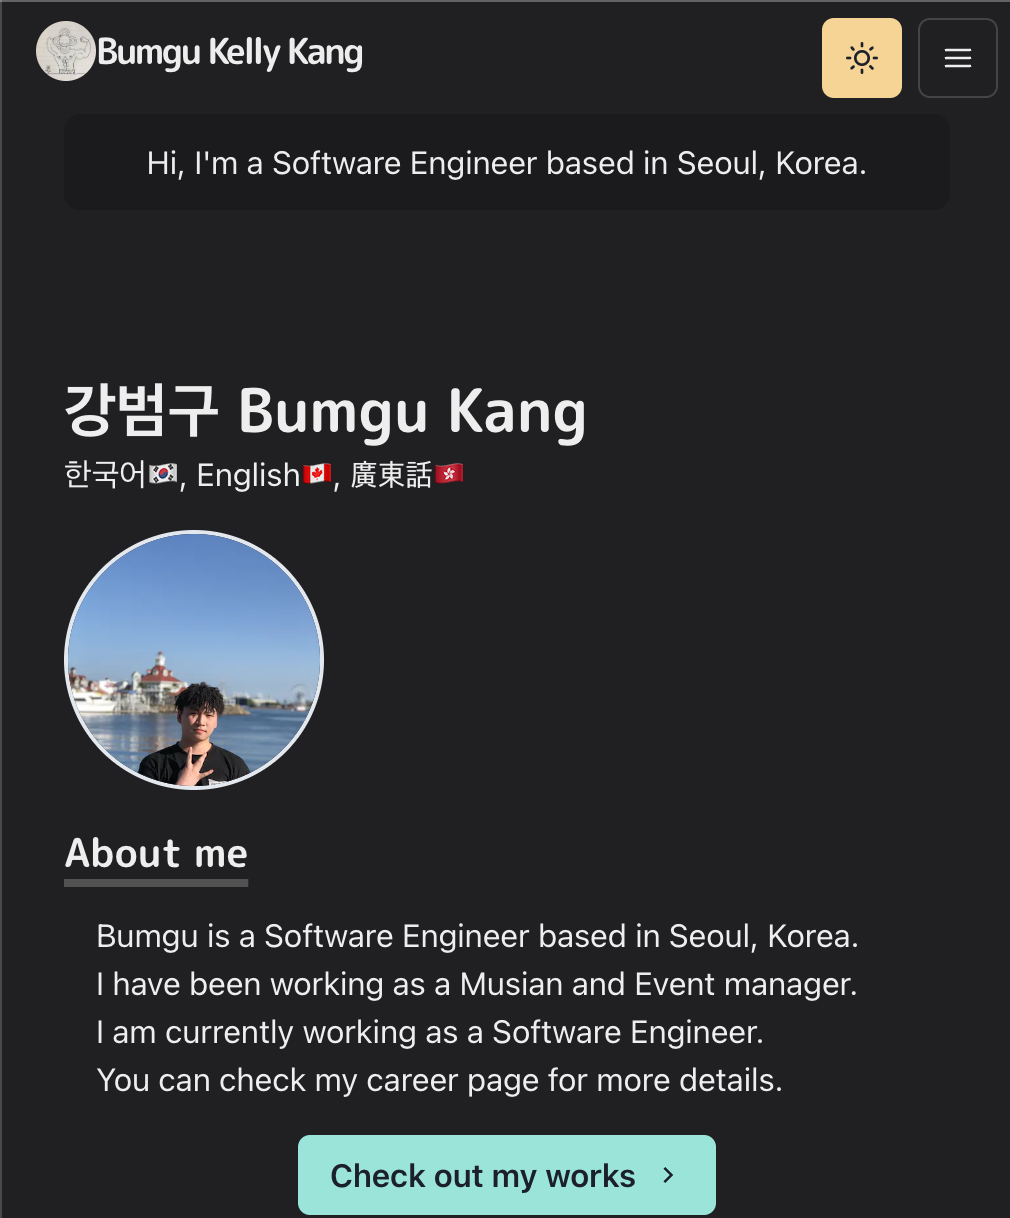 Bumgu Kelly Kang
Hi, I'm a Software Engineer based in Seoul, Korea.
강범구 Bumgu Kang
한국어🇰🇷, English🇨🇦, 廣東話🇭🇰
About me
Bumgu is a Software Engineer based in Seoul, Korea.
I have been working as a Musian and Event manager.
I am currently working as a Software Engineer.
You can check my career page for more details.
Check out my works